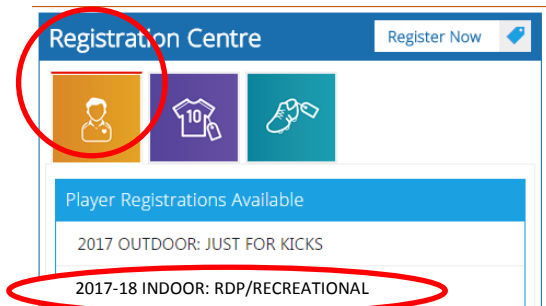 Registration Centre
Register Now
10
Player Registrations Available
2017 OUTDOOR: JUST FOR KICKS
2017-18 INDOOR: RDP/RECREATIONAL